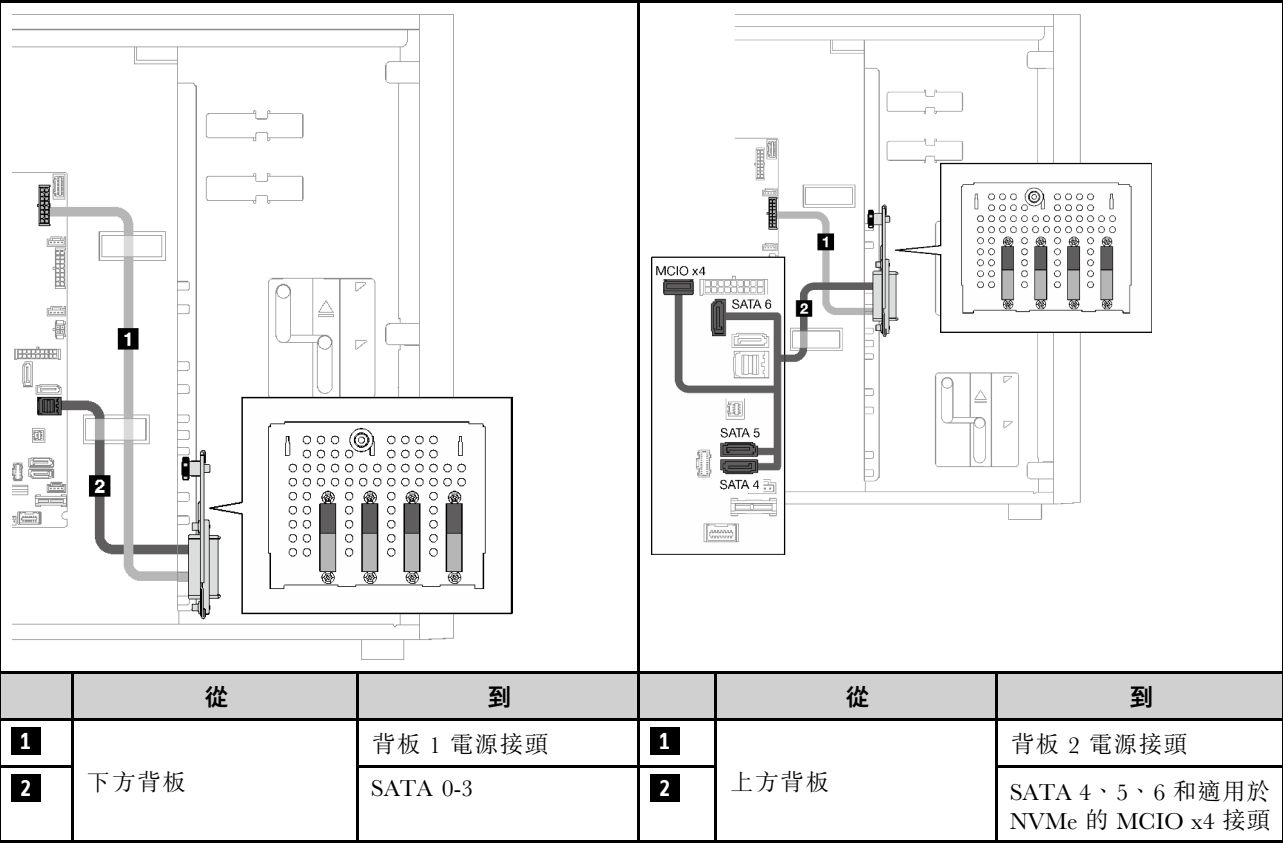 1
2
MCIO x4
SATA 6
1
2
SATA 5
SATA 4
從
到
從
到
1
下方背板
背板 1 電源接頭
1
上方背板
背板 2 電源接頭
2
SATA 0-3
2
SATA 4、5、6 和適用於
NVMe 的 MCIO x4 接頭